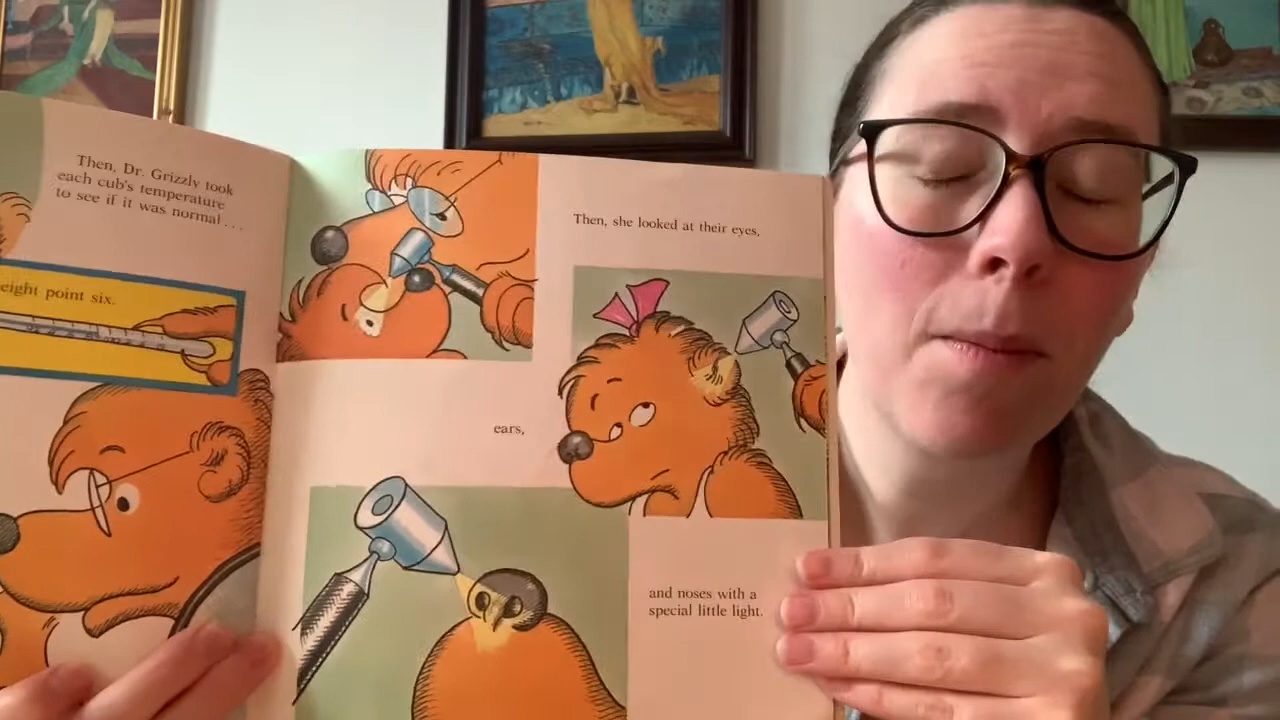 Then, Dr. Grizzly took
each cub's temperature
to see if it was normal . . .
eight point six.
Then, she looked at their eyes,
ears,
and noses with a
special little light.